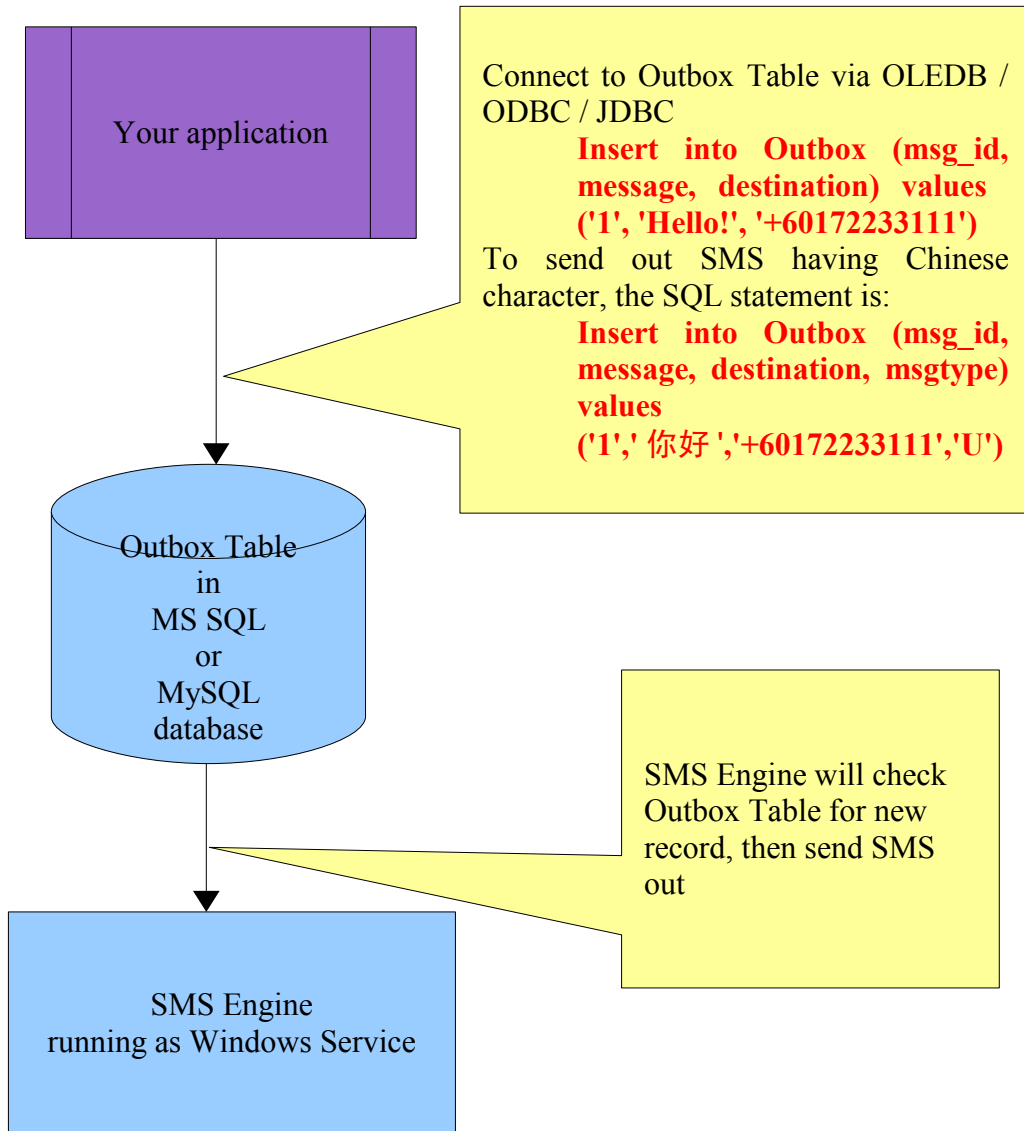 Your application
Connect to Outbox Table via OLEDB /
ODBC / JDBC
Insert into Outbox (msg_id,
message, destination) values
('1', 'Hello!', '+60172233111')
To send out SMS having Chinese
character, the SQL statement is:
Insert into Outbox (msg_id,
message, destination, msgtype)
values
('1',' 你好 ','+60172233111','U')
Outbox Table
in
MS SQL
or
MySQL
database
SMS Engine will check
Outbox Table for new
record, then send SMS
out
SMS Engine
running as Windows Service